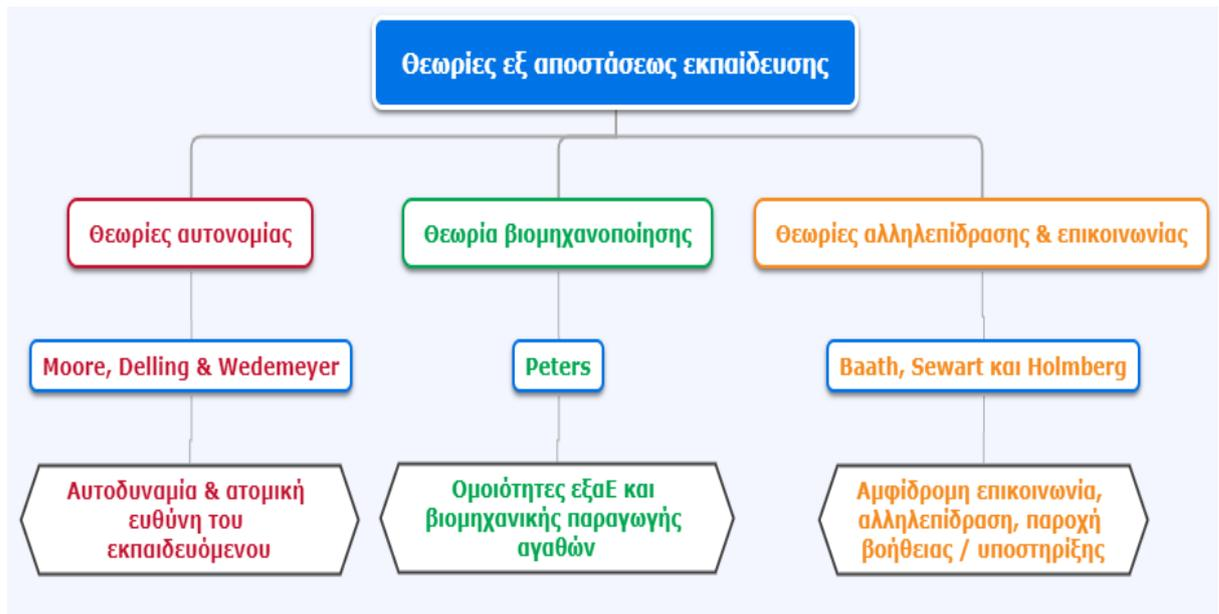 Θεωρίες εξ αποστάσεως εκπαίδευσης
Θεωρίες αυτονομίας
Θεωρία βιομηχανοποίησης
Θεωρίες αλληλεπίδρασης & επικοινωνίας
Moore, Delling & Wedemeyer
Peters
Baath, Sewart και Holmberg
Αυτοδυναμία & ατομική
ευθύνη του
εκπαιδευόμενου
Ομοιότητες εξαΕ και
βιομηχανικής παραγωγής
αγαθών
Αμφίδρομη επικοινωνία,
αλληλεπίδραση, παροχή
βοήθειας / υποστηρίξης